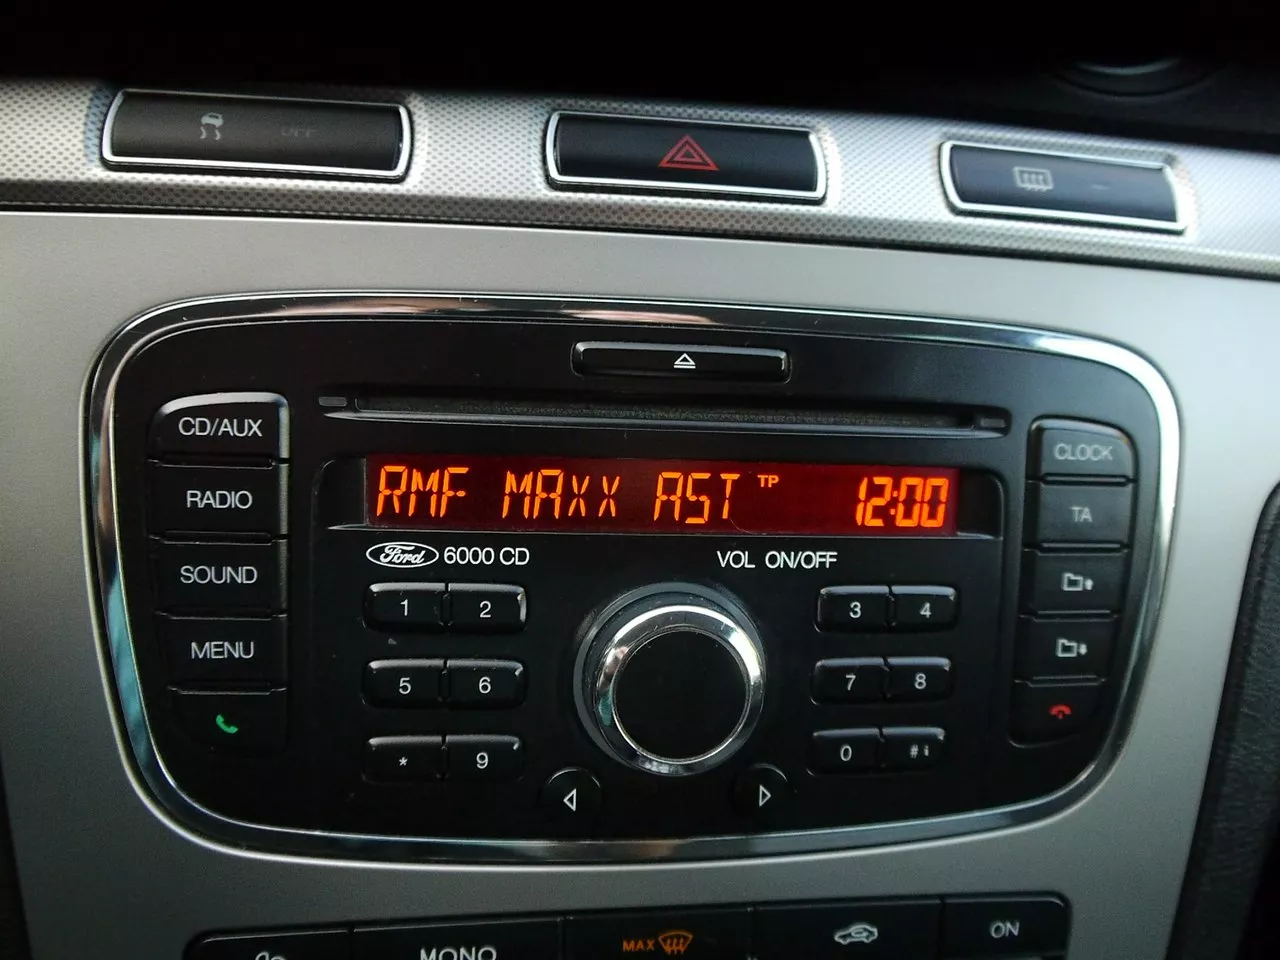 OFF
CD/AUX
RADIO
SOUND
MENU
RMF MAXX AST TP 12:00
Ford 6000 CD
VOL ON/OFF
1 2
3 4
5 6
7 8
* 9
0 # i
CLOCK
TA
MONO
MAX
ON